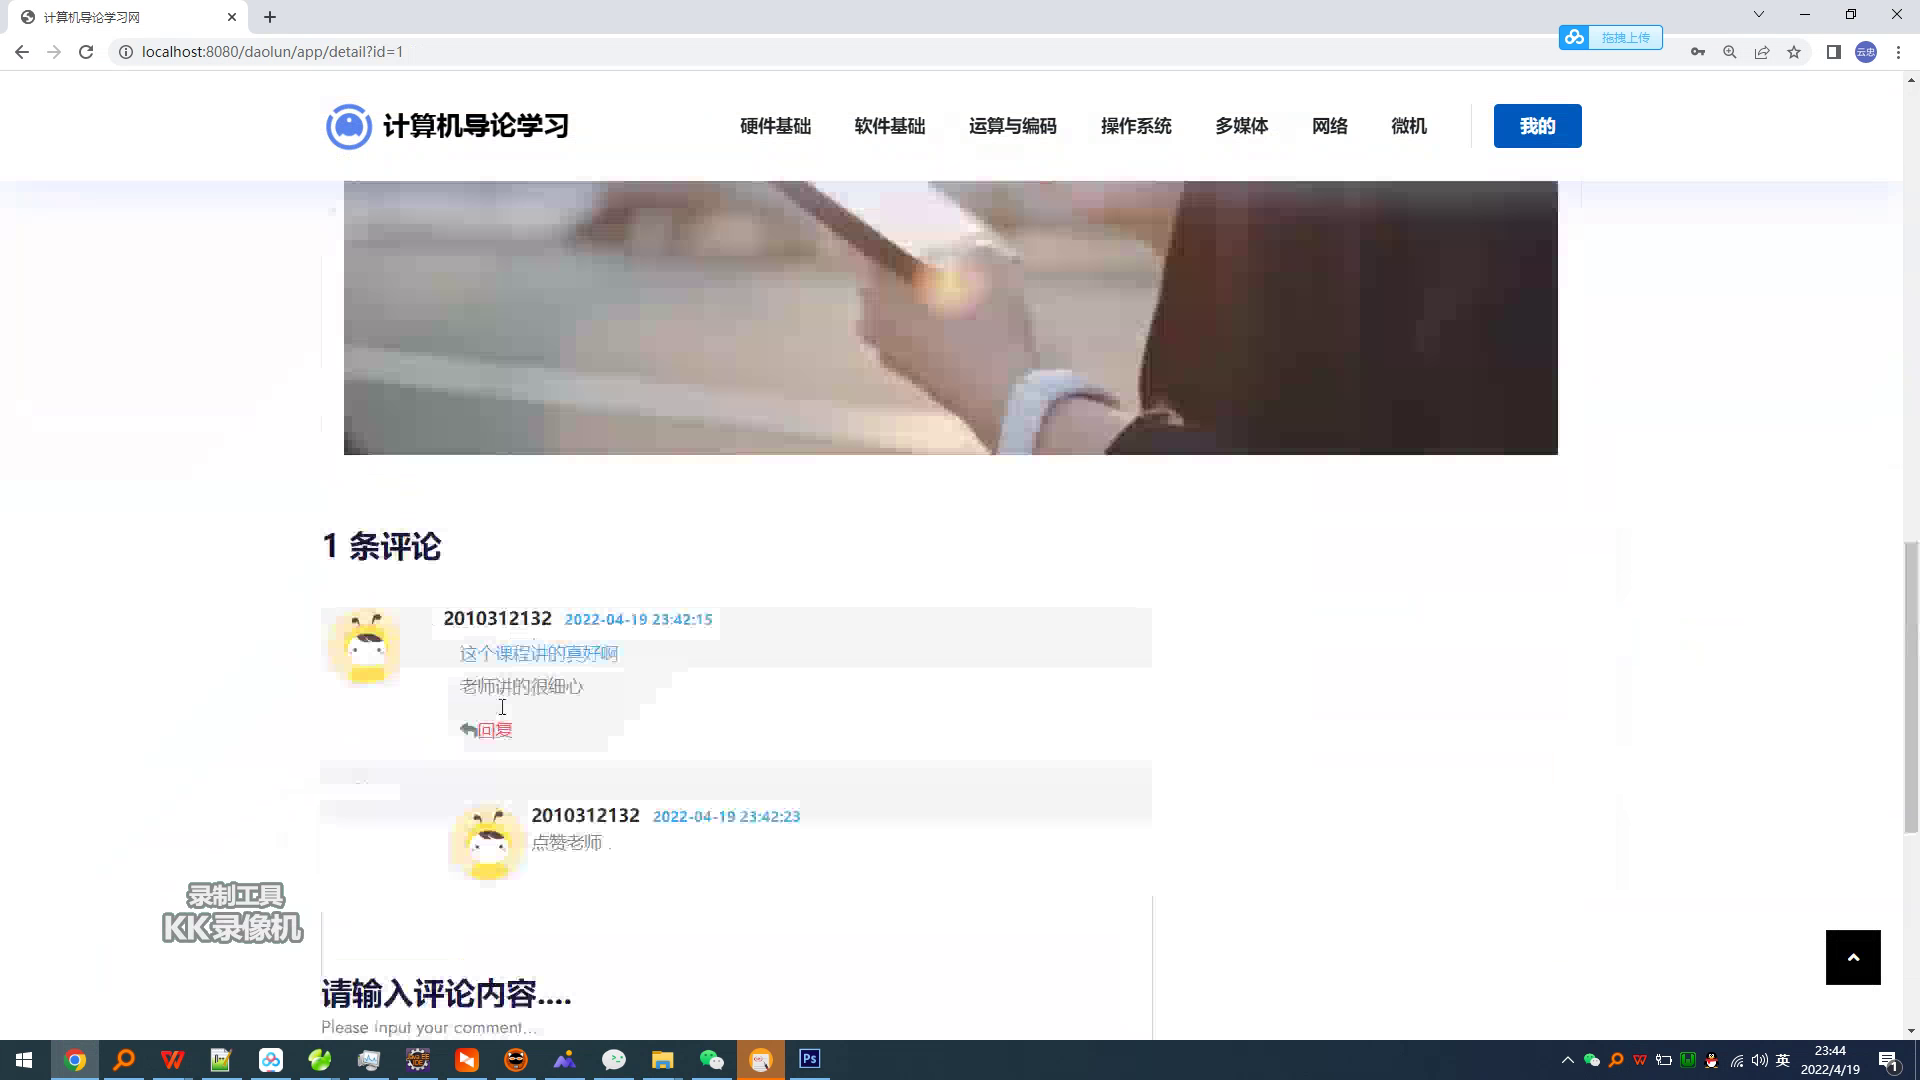 计算机导论学习网
localhost:8080/daolun/app/detail?id=1
拖拽上传
云忠
计算机导论学习
硬件基础
软件基础
运算与编码
操作系统
多媒体
网络
微机
我的
1 条评论
2010312132 2022-04-19 23:42:15
这个课程讲的真好啊
老师讲的很细心
回复
2010312132 2022-04-19 23:42:23
点赞老师 .
录制工具
KK录像机
请输入评论内容....
Please input your comment...
Ps
英
23:44
2022/4/19
1